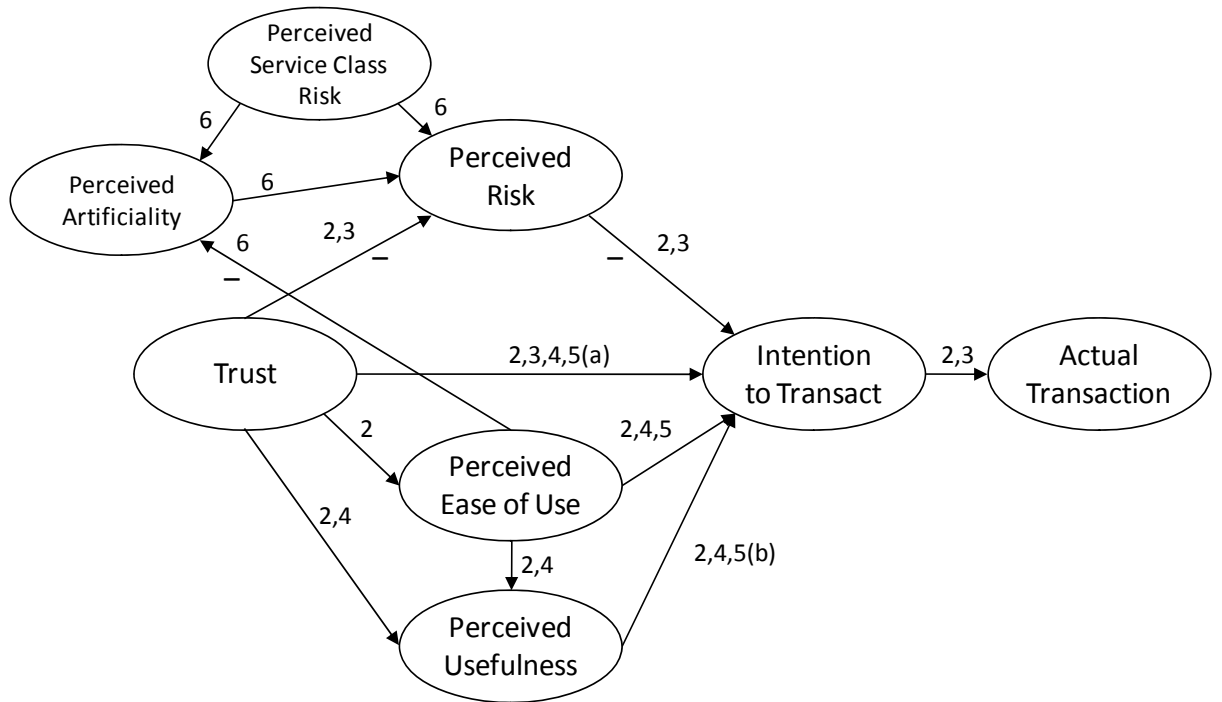 Perceived
Service Class
Risk
6
6
Perceived
Risk
Perceived
Artificiality
6
2,3
–
6
–
2,3
–
Trust
2,3,4,5(a)
Intention
to Transact
2,3
Actual
Transaction
2
2,4,5
Perceived
Ease of Use
2,4
2,4
2,4,5(b)
Perceived
Usefulness